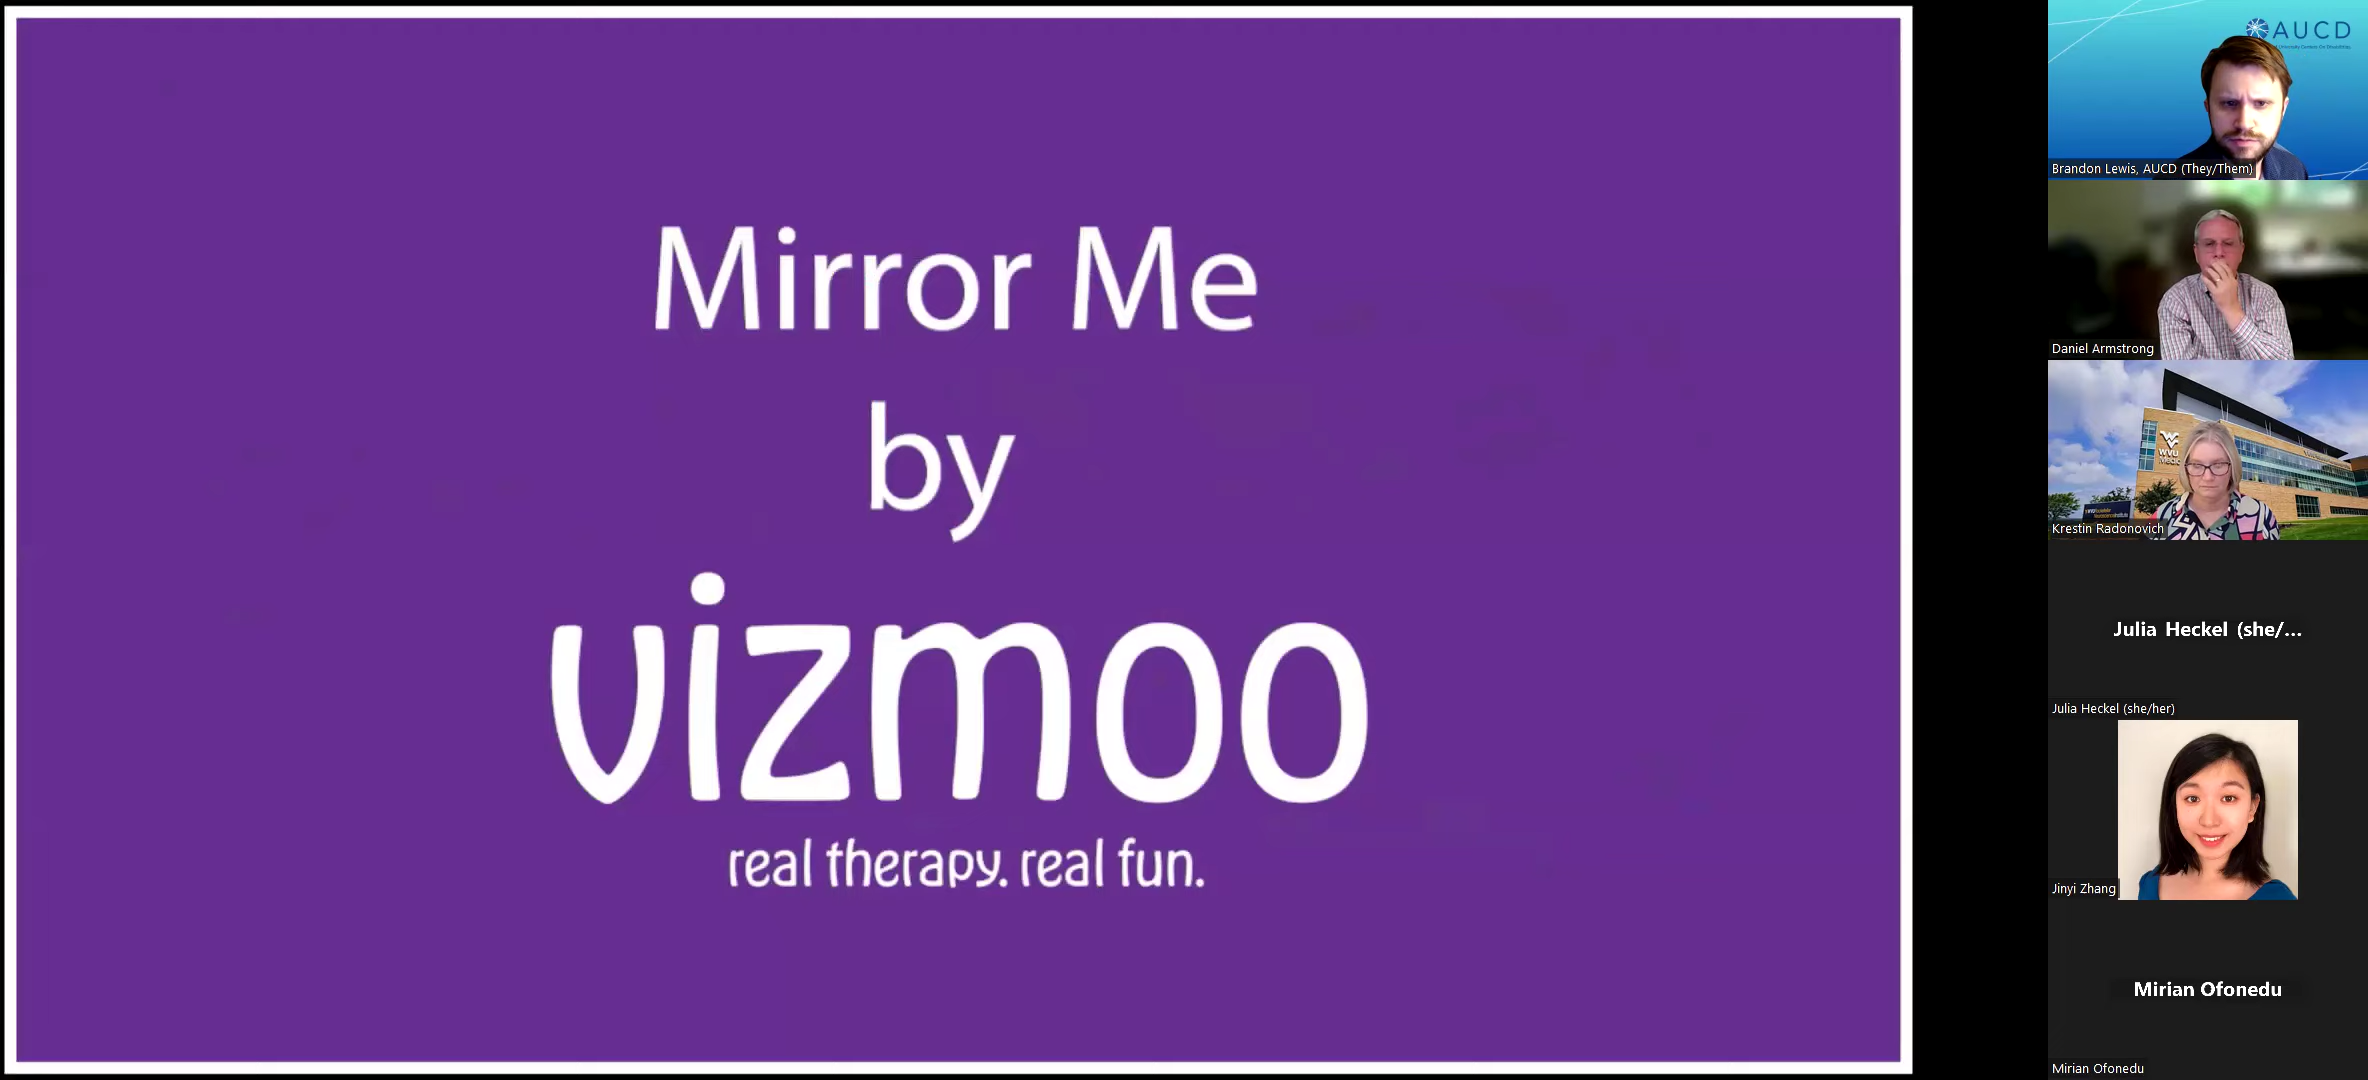 Mirror Me
by
vizmoo
real therapy. real fun.
AUCD
Brandon Lewis, AUCD (They/Them)
Daniel Armstrong
WVU
Krestin Radonovich
Julia Heckel (she/...
Julia Heckel (she/her)
Jinyi Zhang
Mirian Ofonedu
Mirian Ofonedu